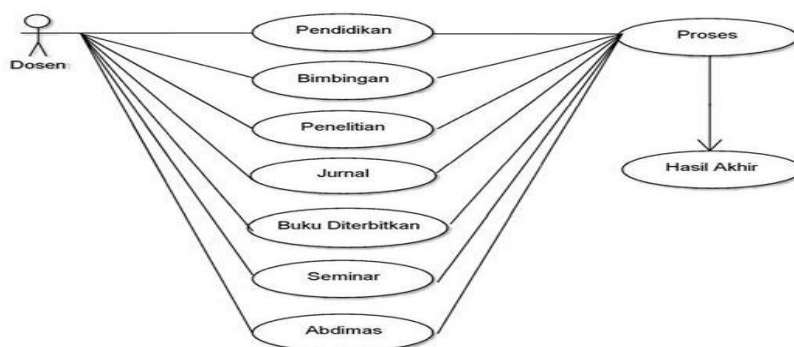 Pendidikan
Proses
Dosen
Bimbingan
Penelitian
Jurnal
Hasil Akhir
Buku Diterbitkan
Seminar
Abdimas